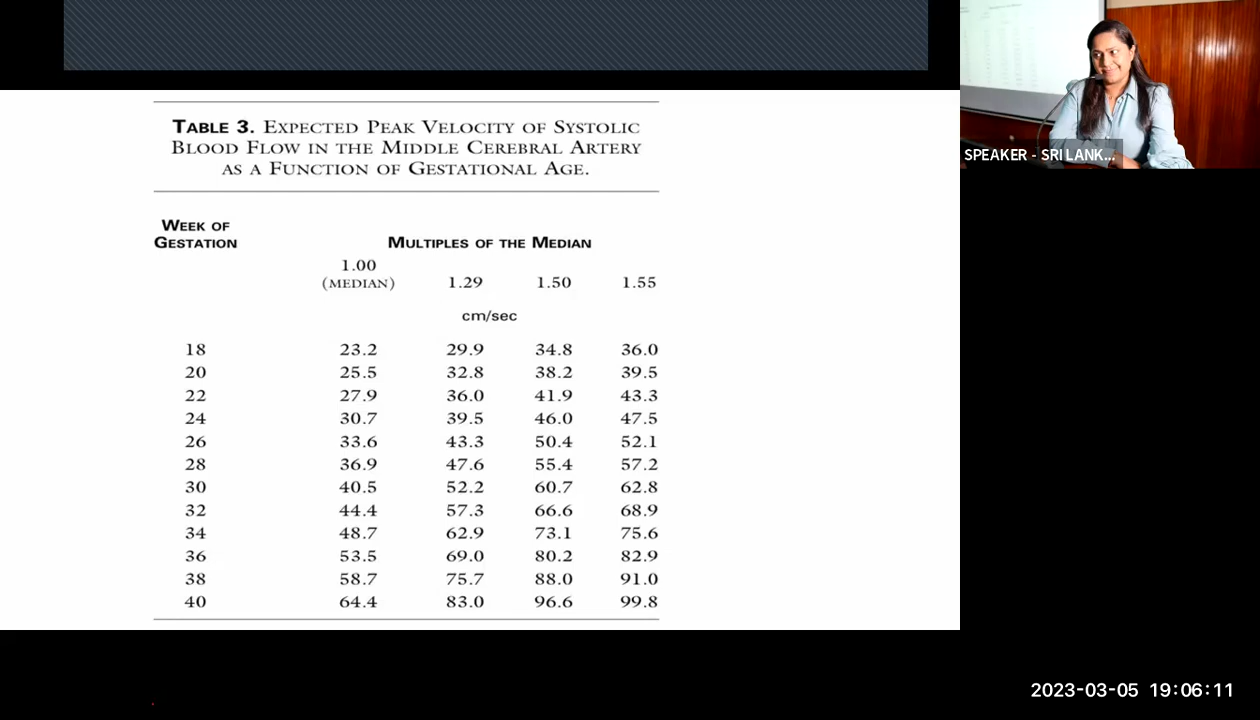 TABLE 3. EXPECTED PEAK VELOCITY OF SYSTOLIC
BLOOD FLOW IN THE MIDDLE CEREBRAL ARTERY
AS A FUNCTION OF GESTATIONAL AGE.
WEEK OF
GESTATION
MULTIPLES OF THE MEDIAN
1.00
(MEDIAN) 1.29 1.50 1.55
cm/sec
18 23.2 29.9 34.8 36.0
20 25.5 32.8 38.2 39.5
22 27.9 36.0 41.9 43.3
24 30.7 39.5 46.0 47.5
26 33.6 43.3 50.4 52.1
28 36.9 47.6 55.4 57.2
30 40.5 52.2 60.7 62.8
32 44.4 57.3 66.6 68.9
34 48.7 62.9 73.1 75.6
36 53.5 69.0 80.2 82.9
38 58.7 75.7 88.0 91.0
40 64.4 83.0 96.6 99.8
SPEAKER - SRI LANK...
2023-03-05 19:06:11